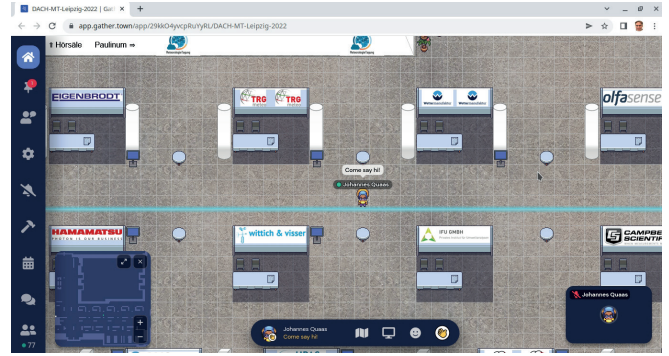 DACH-MT-Leipzig-2022 | Gat
app.gather.town/app/29kkO4yvcpRuYyRL/DACH-MT-Leipzig-2022
⇑ Hörsäle Paulinum ⇒
EIGENBRODT
TRG TRG
olfasense
Come say hi!
Johannes Quaas
HAMAMATSU
PHOTON IS OUR BUSINESS
wittich & visser
IFU GMBH
CAMPBE
SCIENTIF
Johannes Quaas
Johannes Quaas
Come say hi!
77